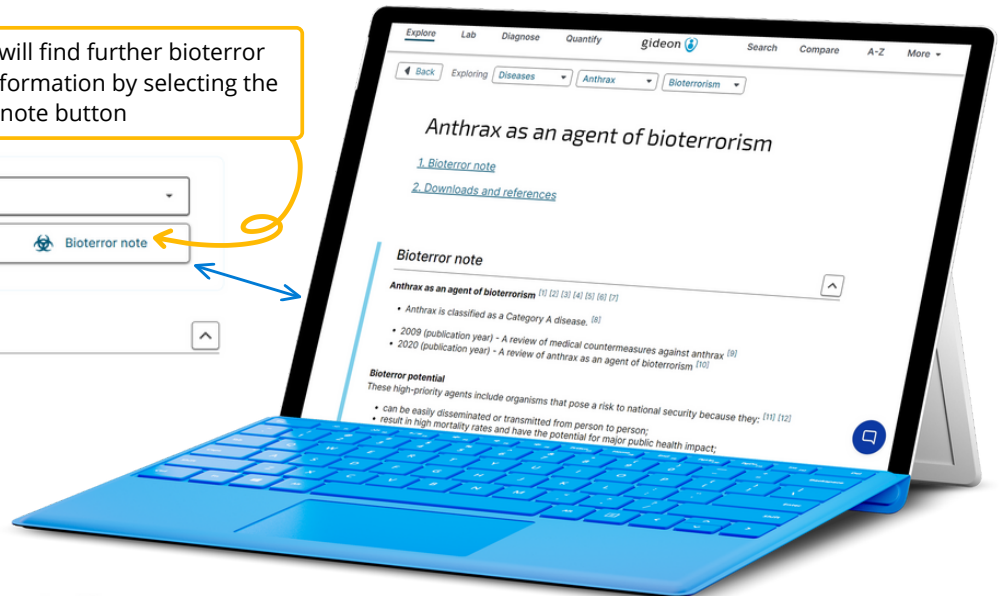 will find further bioterror
formation by selecting the
note button
Bioterror note
Explore Lab Diagnose Quantify gideon Search Compare A-Z More
Back Exploring Diseases Anthrax Bioterrorism
Anthrax as an agent of bioterrorism
1. Bioterror note
2. Downloads and references
Bioterror note
Anthrax as an agent of bioterrorism [1] [2] [3] [4] [5] [6] [7]
• Anthrax is classified as a Category A disease. [8]
• 2009 (publication year) - A review of medical countermeasures against anthrax [9]
• 2020 (publication year) - A review of anthrax as an agent of bioterrorism [10]
Bioterror potential
These high-priority agents include organisms that pose a risk to national security because they: [11] [12]
• can be easily disseminated or transmitted from person to person;
• result in high mortality rates and have the potential for major public health impact;